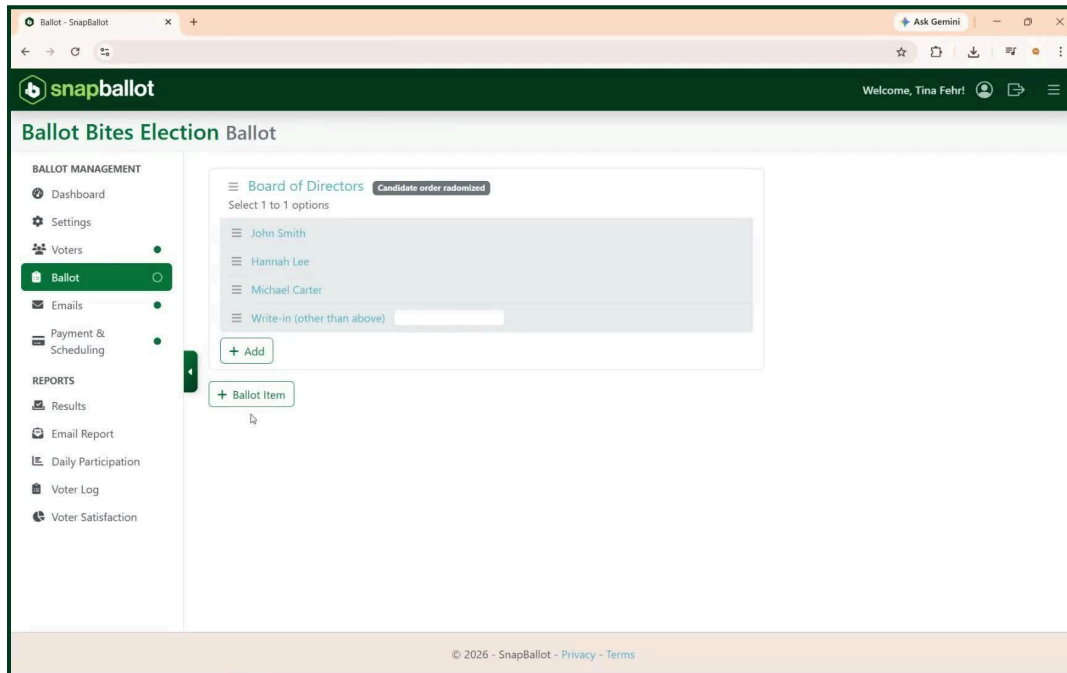 Ballot - SnapBallot
Ask Gemini
snapballot
Welcome, Tina Fehr!
Ballot Bites Election Ballot
BALLOT MANAGEMENT
Dashboard
Settings
Voters
Ballot
Emails
Payment &
Scheduling
REPORTS
Results
Email Report
Daily Participation
Voter Log
Voter Satisfaction
Board of Directors Candidate order radomized
Select 1 to 1 options
John Smith
Hannah Lee
Michael Carter
Write-in (other than above)
+ Add
+ Ballot Item
© 2026 - SnapBallot - Privacy - Terms